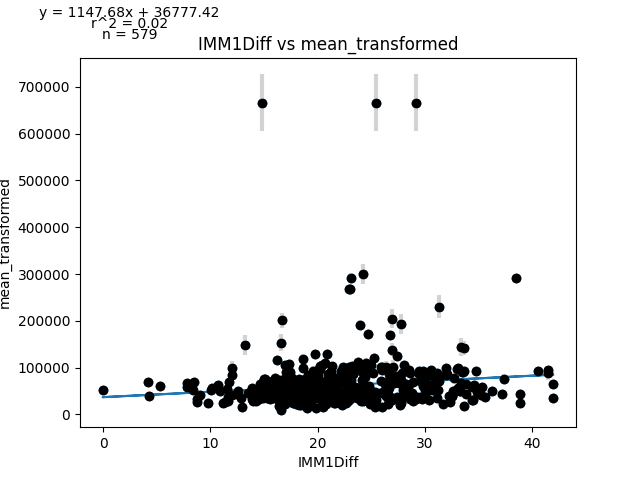 y = 1147.68x + 36777.42
r^2 = 0.02
n = 579
IMM1Diff vs mean_transformed
700000
600000
500000
400000
300000
200000
100000
0
mean_transformed
0 10 20 30 40
IMM1Diff